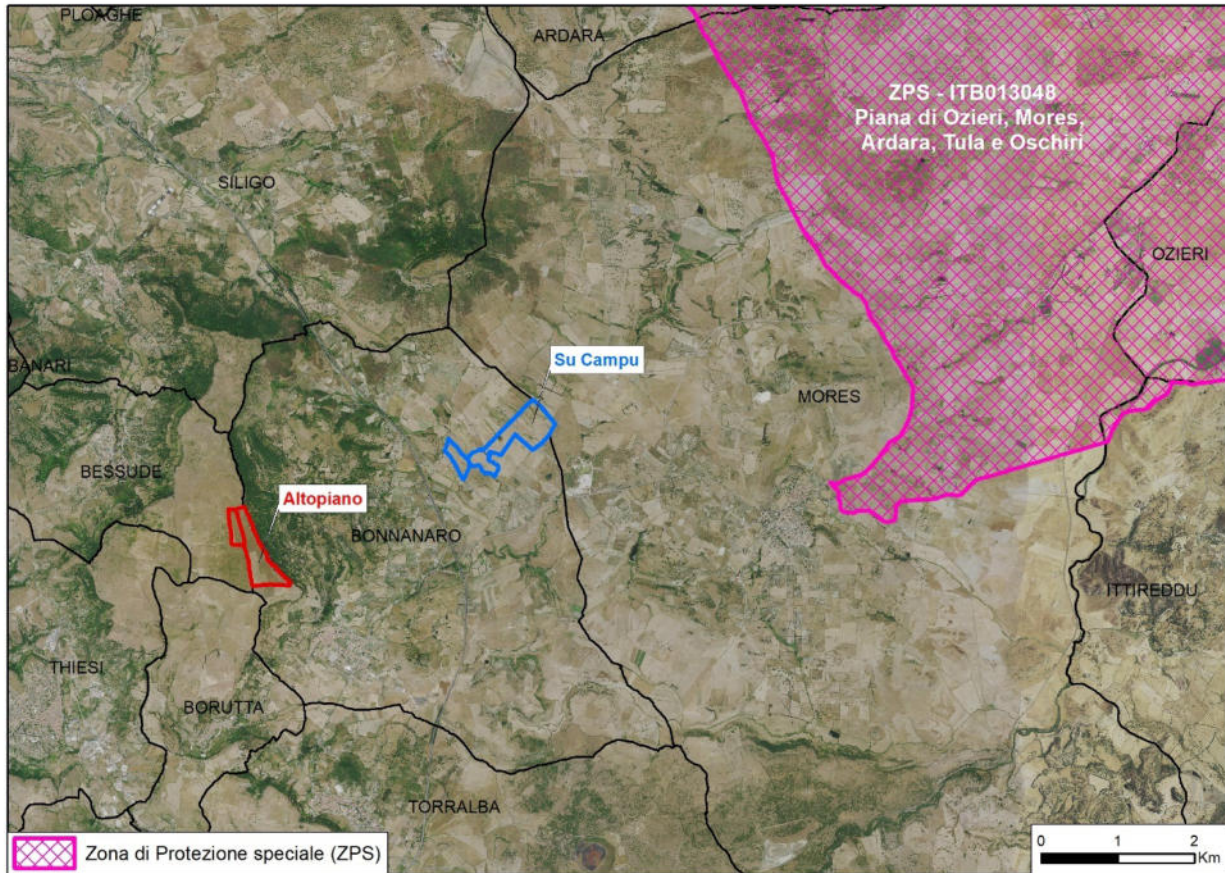 PLOAGHE
ARDARA
ZPS - ITB013048
Piana di Ozieri, Mores,
Ardara, Tula e Oschiri
SILIGO
OZIERI
BANARI
Su Campu
MORES
BESSUDE
Altopiano
BONNANARO
ITTIREDDU
THIESI
BORUTTA
TORRALBA
Zona di Protezione speciale (ZPS)
0 1 2
Km